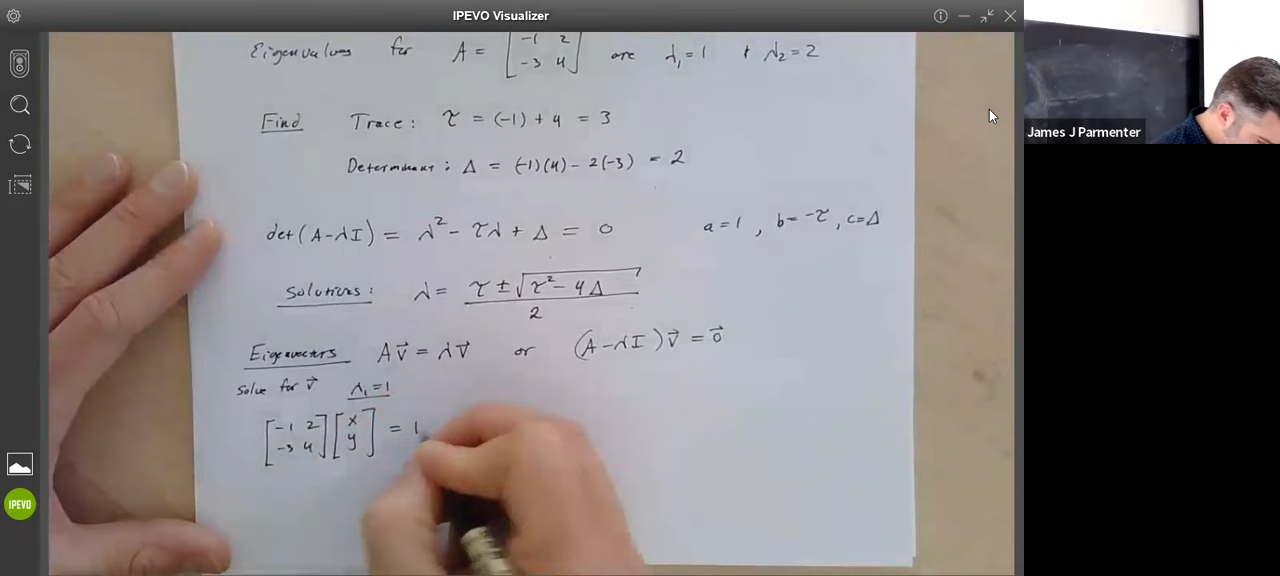 IPEVO Visualizer
Eigenvalues for A = [-1 2; -3 4] are λ₁=1 + λ₂=2
Find Trace: τ = (-1) + 4 = 3
Determinant: Δ = (-1)(4) - 2(-3) = 2
det(A-λI) = λ² - τλ + Δ = 0 a=1, b=-τ, c=Δ
Solutions: λ = (τ ± √(τ² - 4Δ)) / 2
Eigenvectors Av⃗ = λv⃗ or (A-λI)v⃗ = 0⃗
Solve for v⃗ λ₁=1
[-1 2; -3 4] [x; y] = 1
James J Parmenter
IPEVO